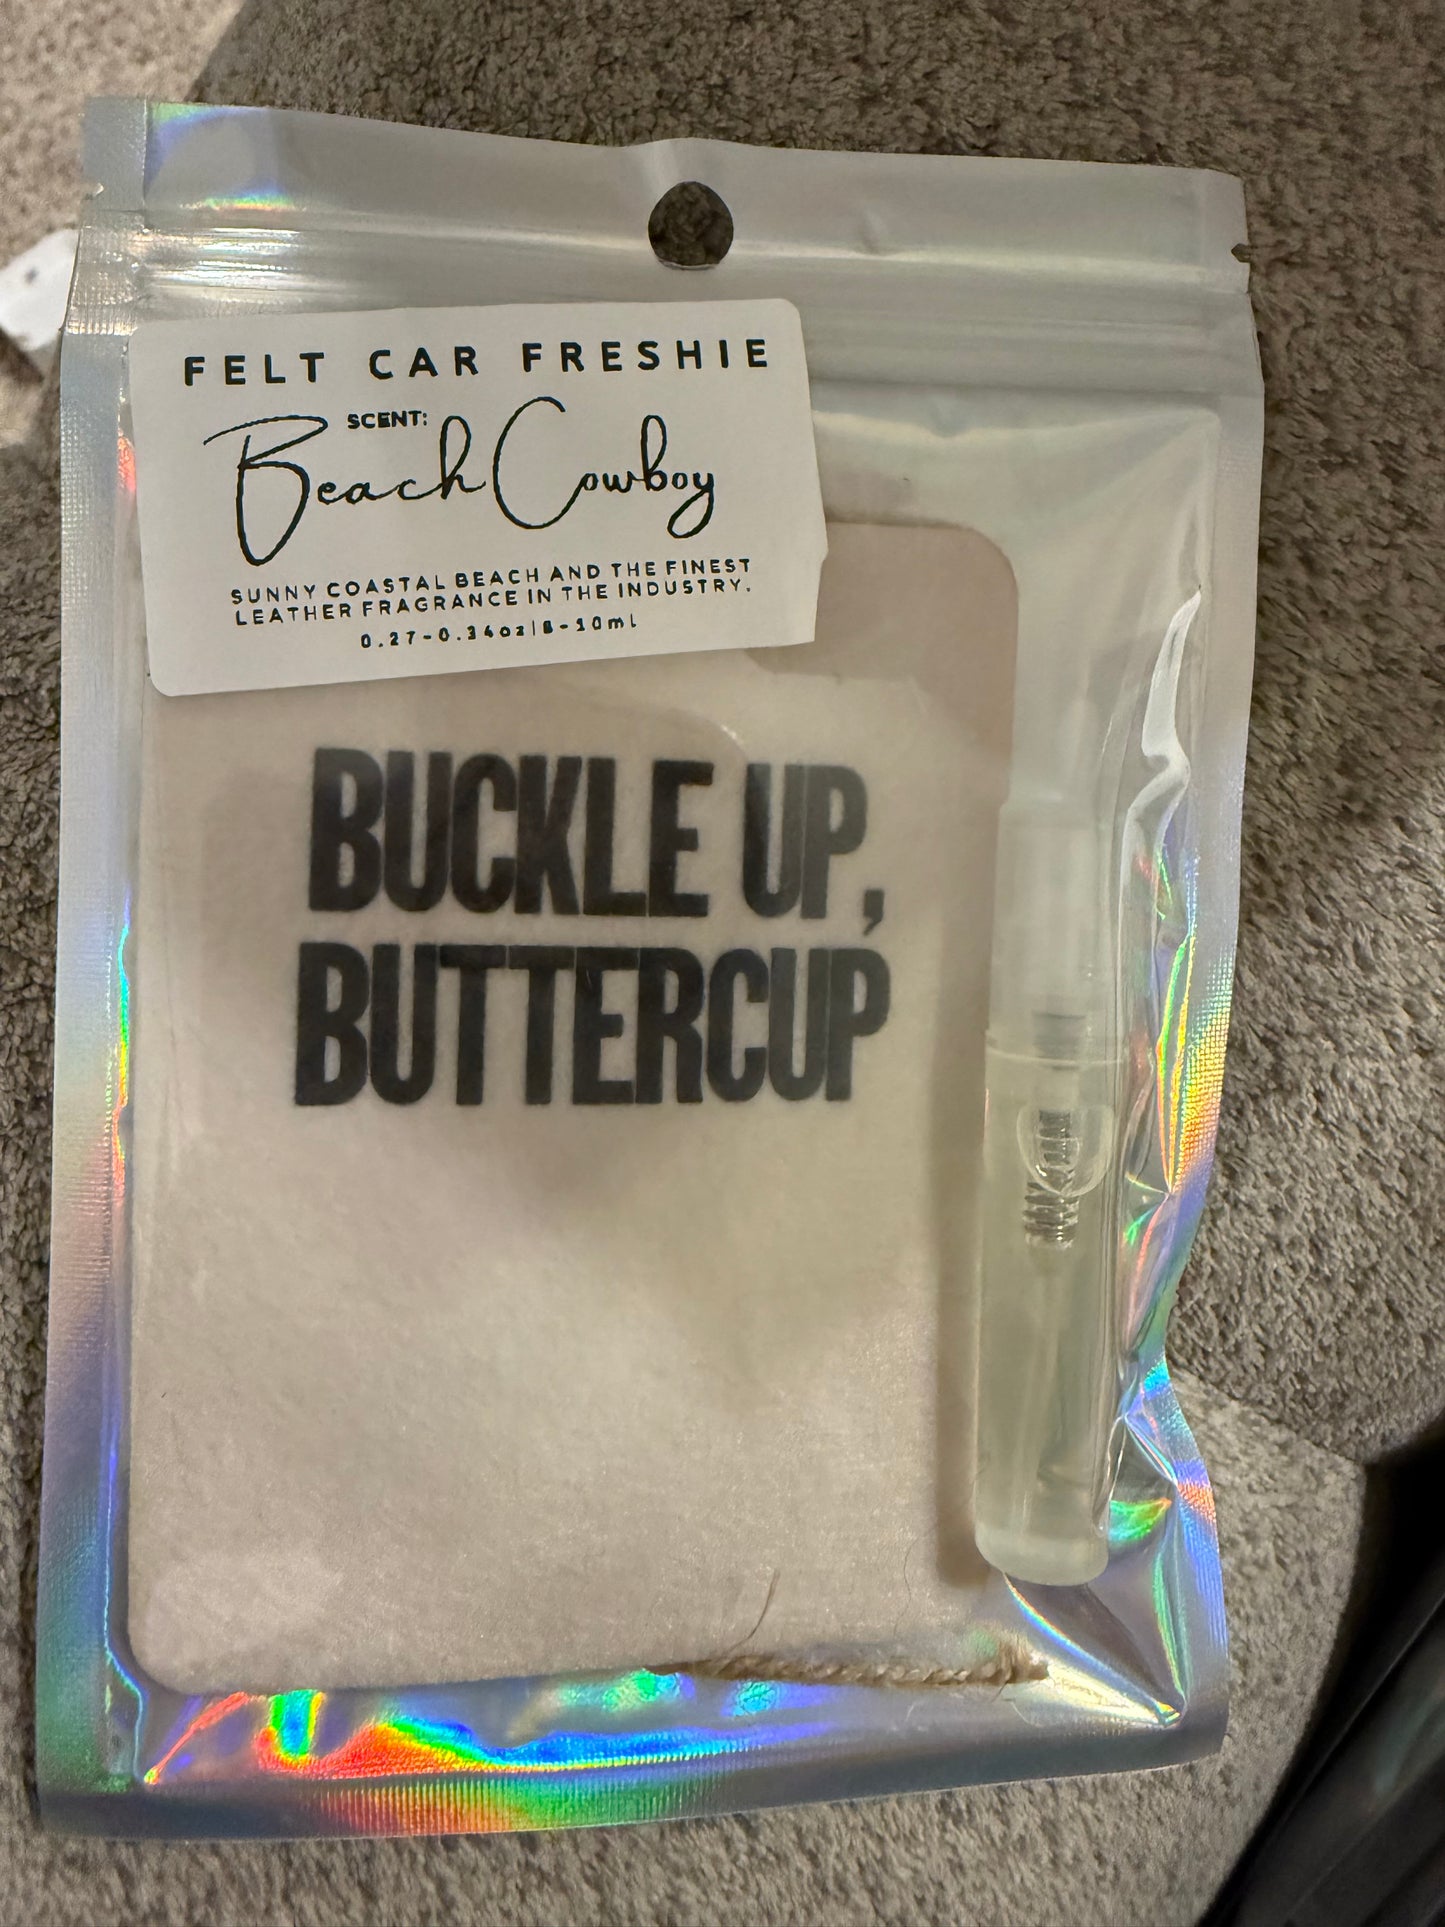 FELT CAR FRESHIE
SCENT:
Beach Cowboy
SUNNY COASTAL BEACH AND THE FINEST
LEATHER FRAGRANCE IN THE INDUSTRY.
0.27-0.34oz|8-10ml
BUCKLE UP,
BUTTERCUP